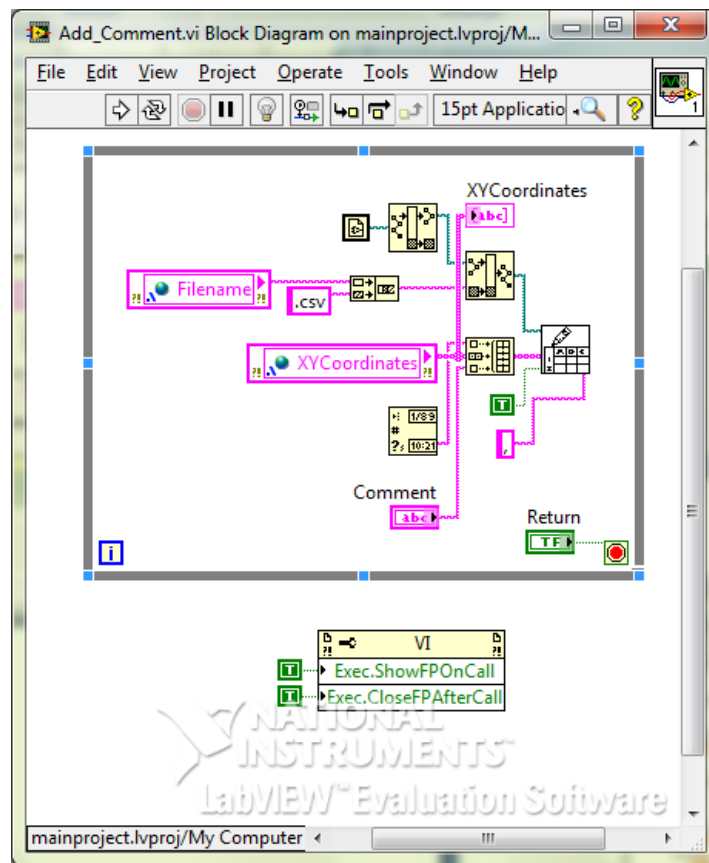 Add_Comment.vi Block Diagram on mainproject.lvproj/M...
File Edit View Project Operate Tools Window Help
15pt Applicatio
1
XYCoordinates
abc
Filename
.csv
XYCoordinates
1/89
#
10:21
T
,
Comment
abc
Return
TF
i
VI
T Exec.ShowFPOnCall
T Exec.CloseFPAfterCall
NATIONAL
INSTRUMENTS
LabVIEW™ Evaluation Software
mainproject.lvproj/My Computer